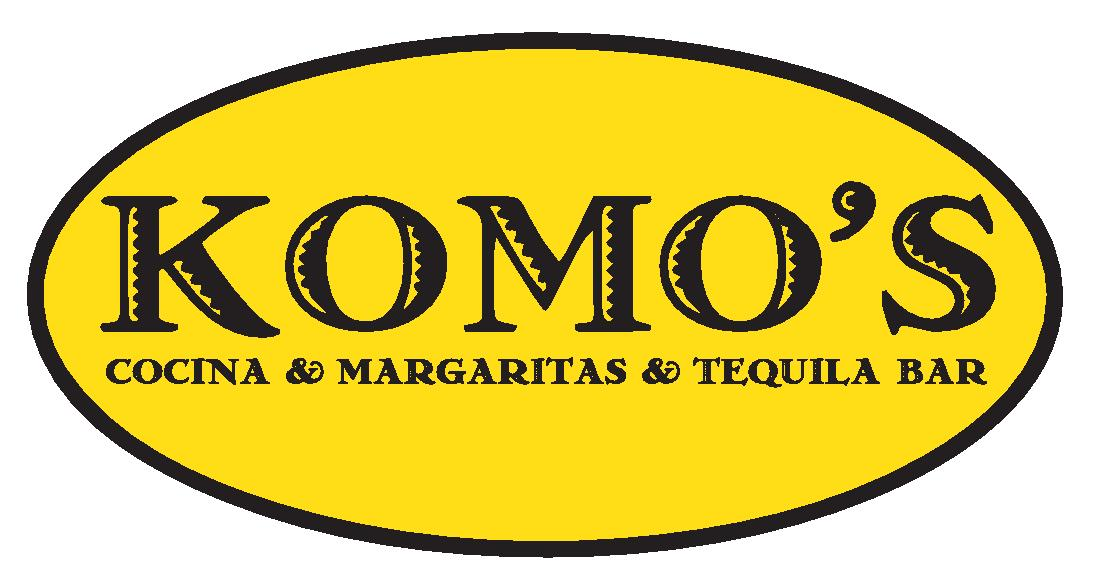 KOMO'S
COCINA & MARGARITAS & TEQUILA BAR